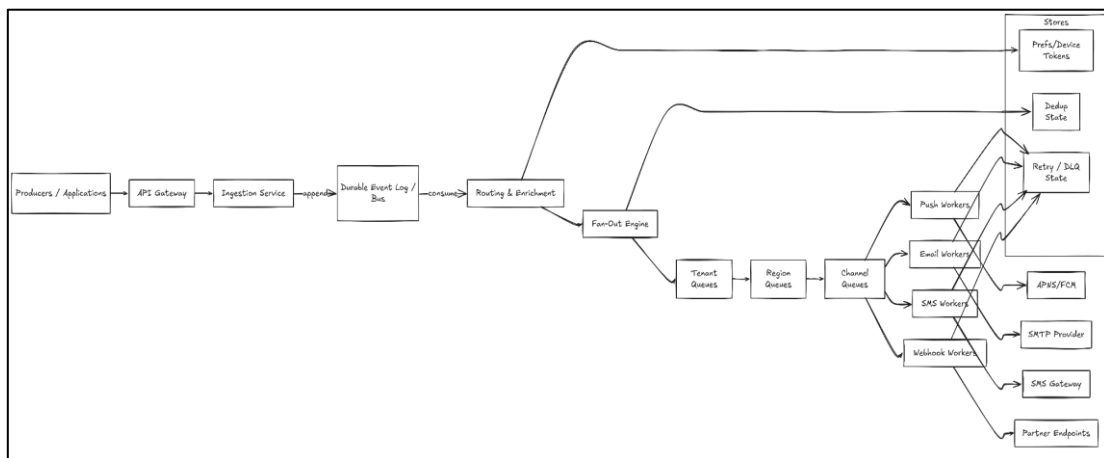 Stores
Prefs/Device
Tokens
Dedup
State
Retry / DLQ
State
Producers / Applications
API Gateway
Ingestion Service
append
Durable Event Log /
Bus
consume
Routing & Enrichment
Fan-Out Engine
Tenant
Queues
Region
Queues
Channel
Queues
Push Workers
Email Workers
SMS Workers
Webhook Workers
APNS/FCM
SMTP Provider
SMS Gateway
Partner Endpoints